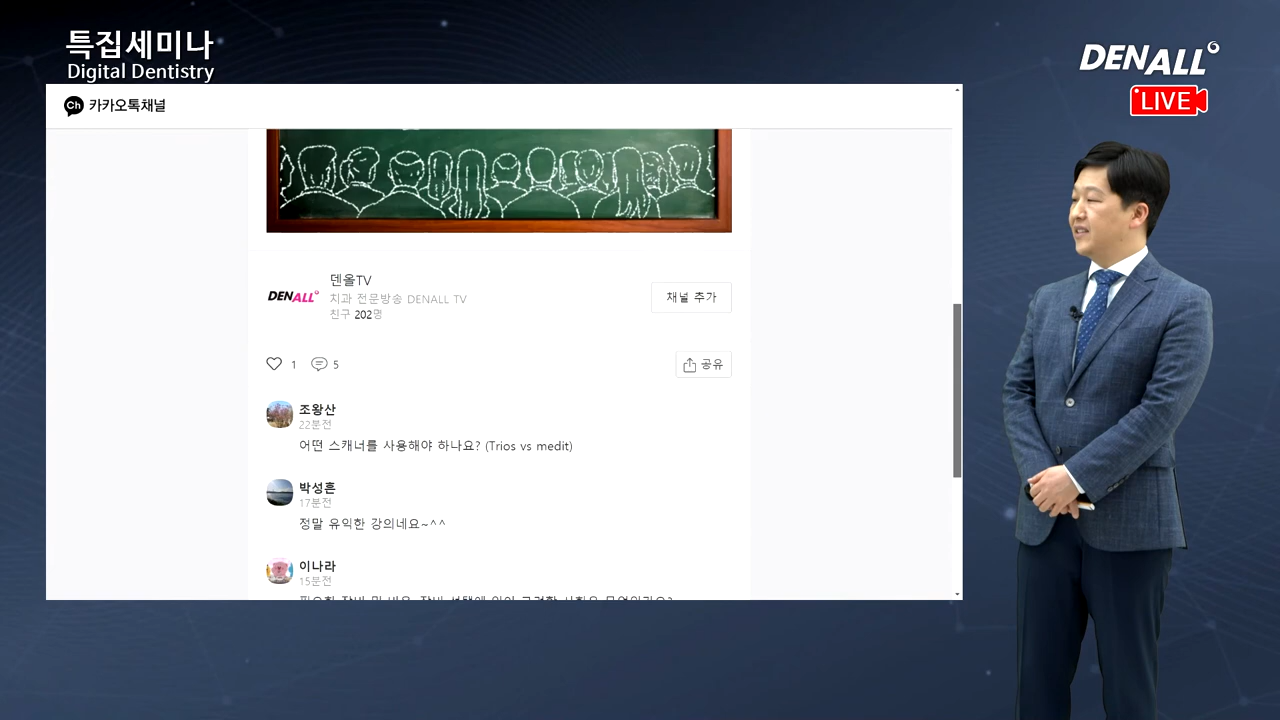 특집세미나
Digital Dentistry
DENALL
LIVE
Ch 카카오톡채널
DENALL
덴올TV
치과 전문방송 DENALL TV
친구 202명
채널 추가
1
5
공유
조왕산
22분전
어떤 스캐너를 사용해야 하나요? (Trios vs medit)
박성흔
17분전
정말 유익한 강의네요~^^
이나라
15분전